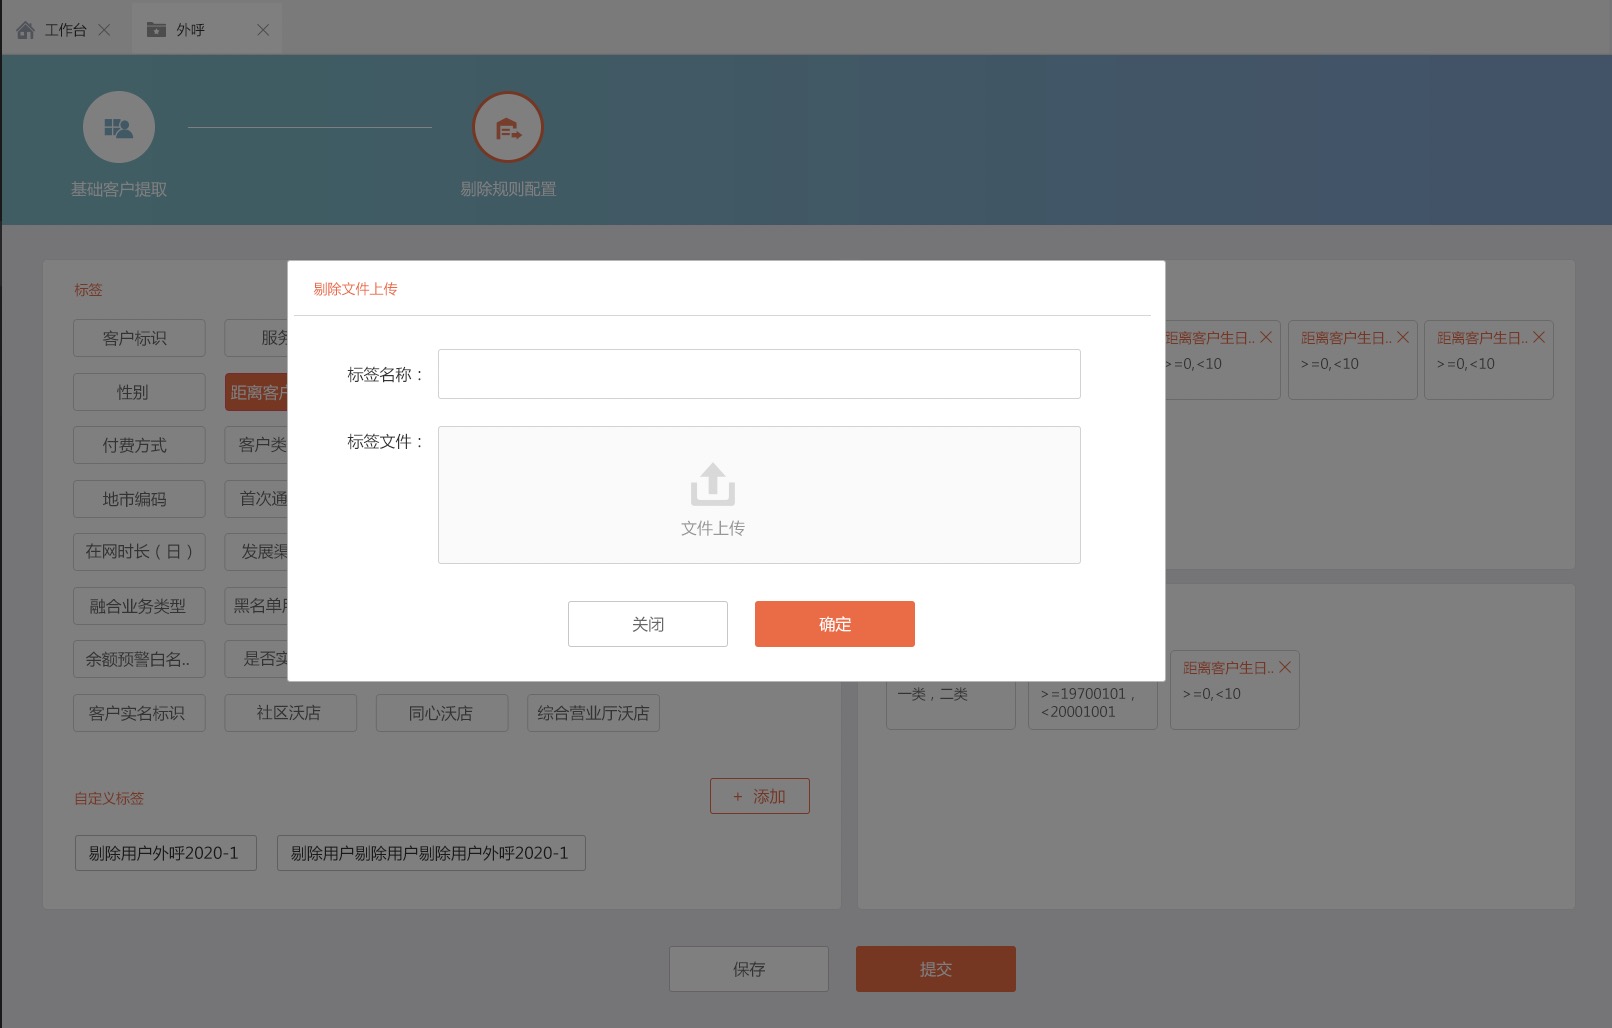 工作台
外呼
基础客户提取
剔除规则配置
标签
客户标识
服务
性别
距离客户
付费方式
客户类
地市编码
首次通
在网时长（日）
发展渠
融合业务类型
黑名单用
余额预警白名..
是否实
客户实名标识
社区沃店
同心沃店
综合营业厅沃店
自定义标签
+ 添加
剔除用户外呼2020-1
剔除用户剔除用户剔除用户外呼2020-1
剔除文件上传
标签名称：
标签文件：
文件上传
关闭
确定
距离客户生日..
>=0,<10
距离客户生日..
>=0,<10
距离客户生日..
>=0,<10
一类，二类
>=19700101，
<20001001
距离客户生日..
>=0,<10
保存
提交